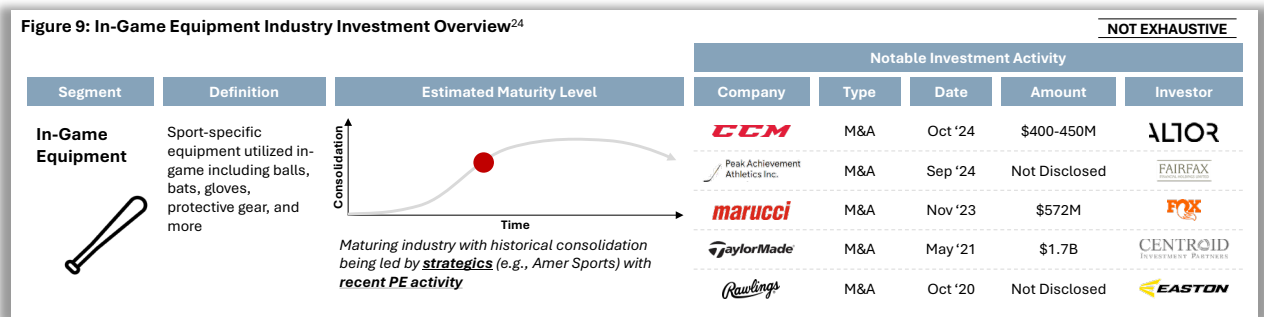 Figure 9: In-Game Equipment Industry Investment Overview24
NOT EXHAUSTIVE
Notable Investment Activity
Segment Definition Estimated Maturity Level Company Type Date Amount Investor
In-Game
Equipment
Sport-specific
equipment utilized in-
game including balls,
bats, gloves,
protective gear, and
more
Consolidation
Time
Maturing industry with historical consolidation
being led by strategics (e.g., Amer Sports) with
recent PE activity
CCM M&A Oct ‘24 $400-450M ALTOR
Peak Achievement
Athletics Inc.
M&A Sep ‘24 Not Disclosed
FAIRFAX
FINANCIAL HOLDINGS LIMITED
marucci M&A Nov ‘23 $572M FOX
TaylorMade M&A May ‘21 $1.7B
CENTROID
INVESTMENT PARTNERS
Rawlings M&A Oct ‘20 Not Disclosed EASTON